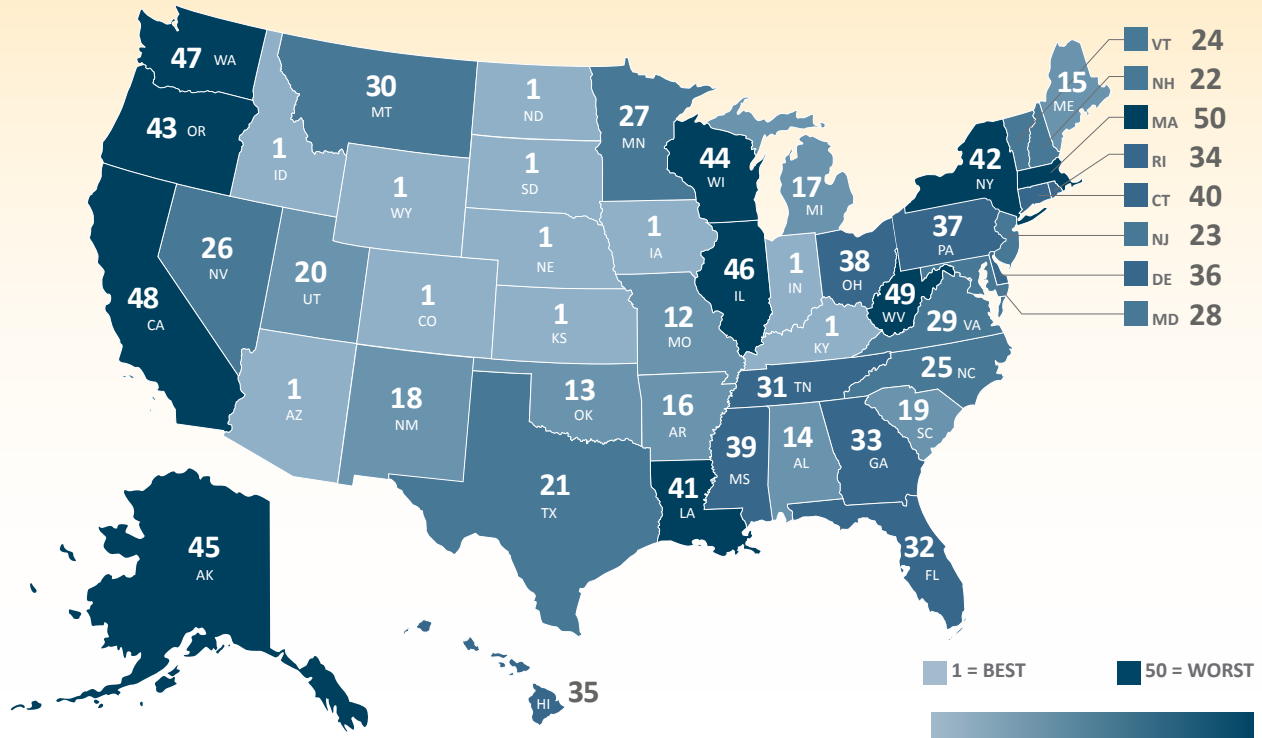 47 WA
43 OR
48 CA
1
ID
26
NV
30
MT
1
WY
20
UT
1
AZ
1
CO
18
NM
1
ND
1
SD
1
NE
1
KS
13
OK
21
TX
27
MN
1
IA
12
MO
16
AR
41
LA
44
WI
46
IL
17
MI
1
IN
38
OH
1
KY
31 TN
39
MS
14
AL
33
GA
32
FL
19
SC
25 NC
29 VA
49
WV
37
PA
42
NY
15
ME
VT 24
NH 22
MA 50
RI 34
CT 40
NJ 23
DE 36
MD 28
45
AK
HI 35
1 = BEST
50 = WORST